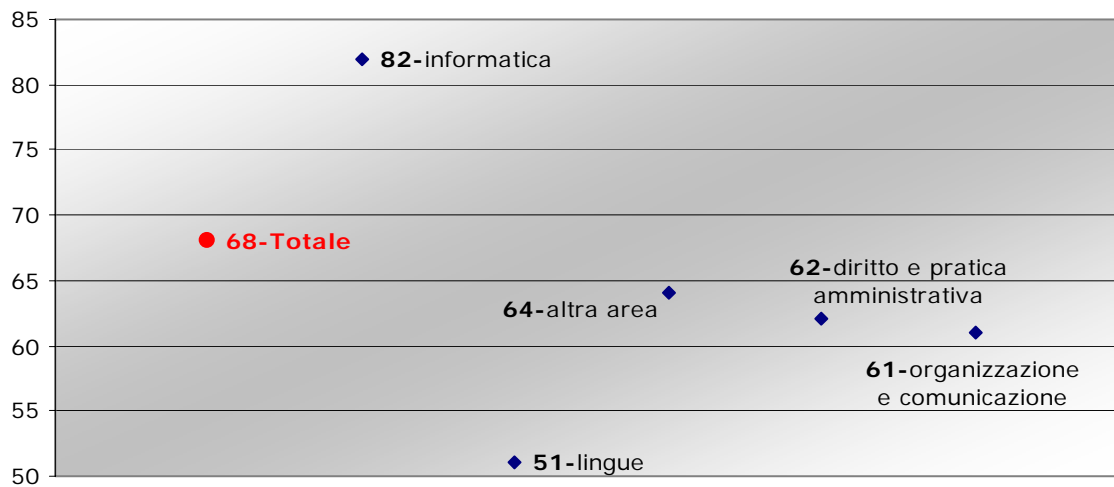 85
80
75
70
65
60
55
50
82-informatica
68-Totale
64-altra area
62-diritto e pratica
amministrativa
61-organizzazione
e comunicazione
51-lingue